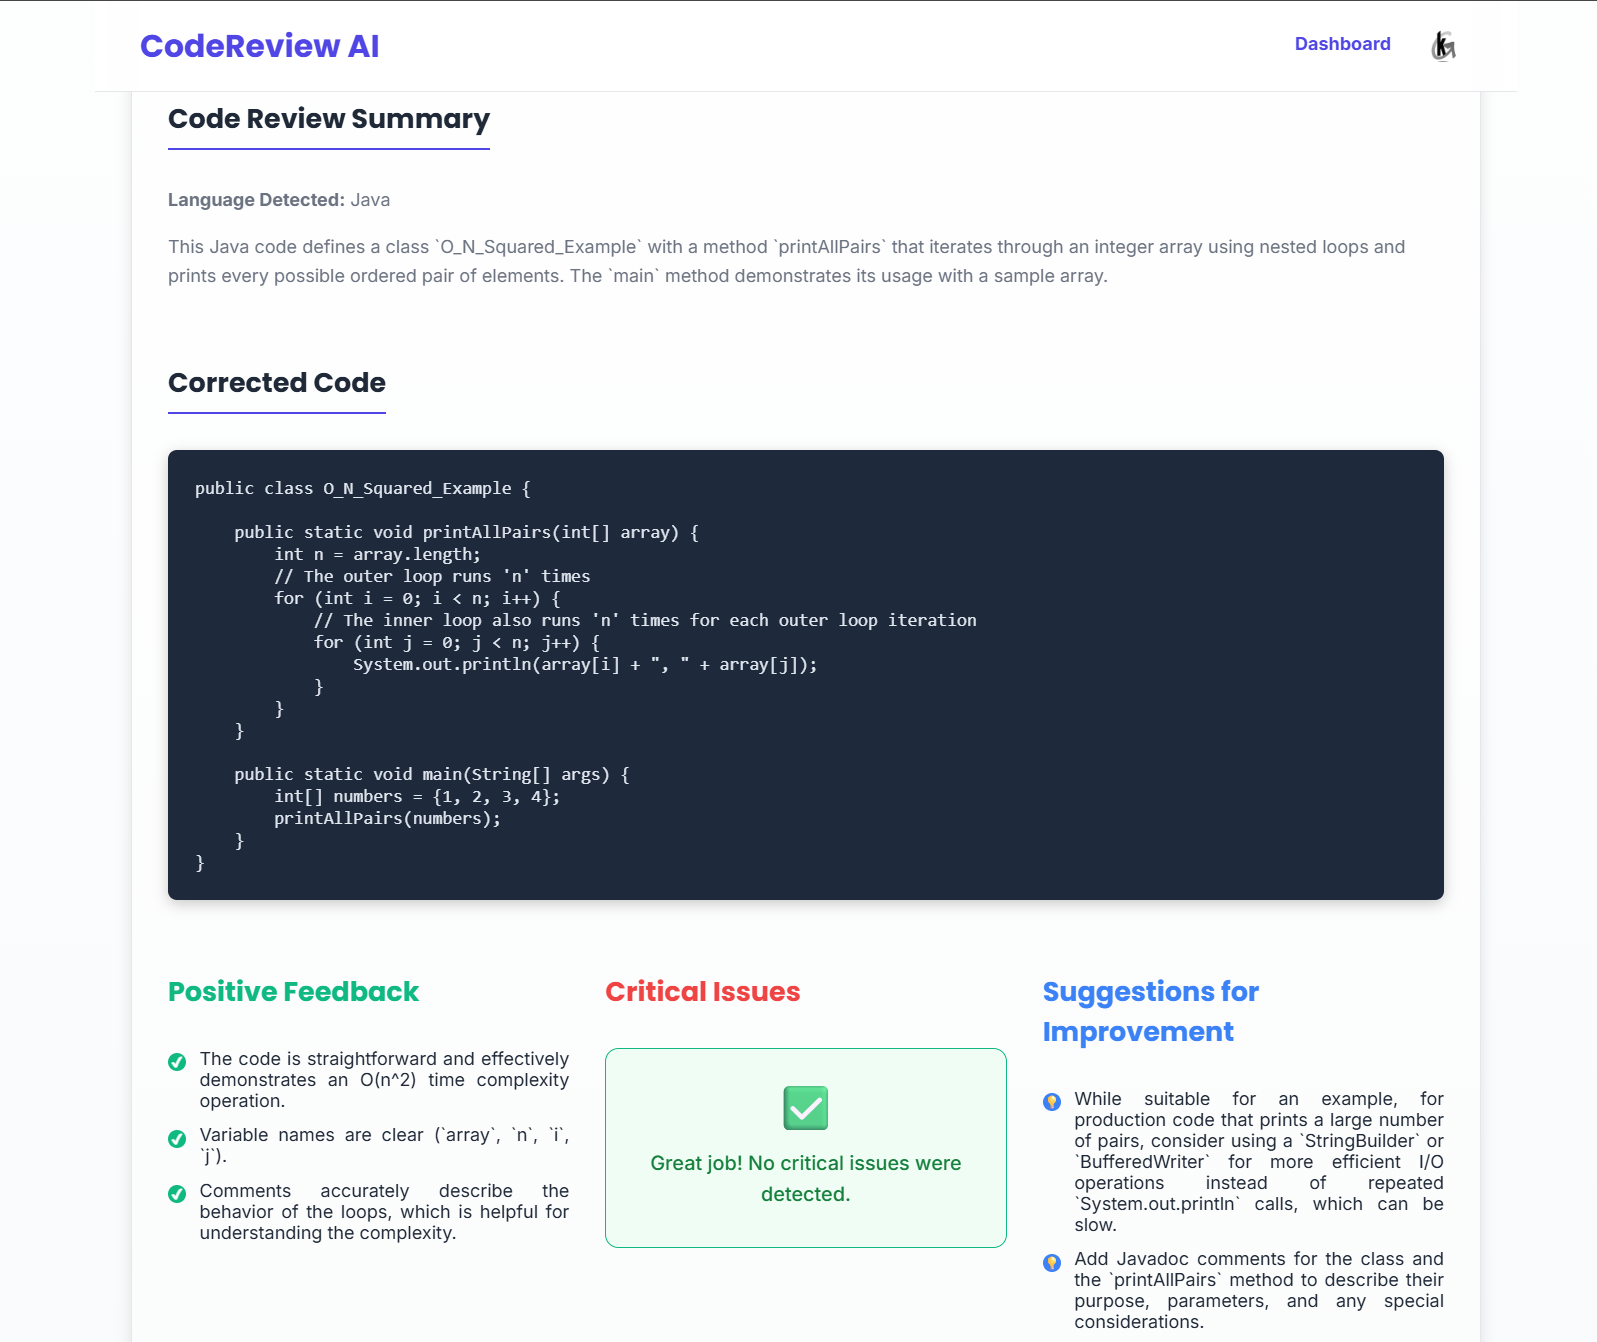 CodeReview AI
Dashboard
Code Review Summary
Language Detected: Java
This Java code defines a class `O_N_Squared_Example` with a method `printAllPairs` that iterates through an integer array using nested loops and
prints every possible ordered pair of elements. The `main` method demonstrates its usage with a sample array.
Corrected Code
public class O_N_Squared_Example {
    public static void printAllPairs(int[] array) {
        int n = array.length;
        // The outer loop runs 'n' times
        for (int i = 0; i < n; i++) {
            // The inner loop also runs 'n' times for each outer loop iteration
            for (int j = 0; j < n; j++) {
                System.out.println(array[i] + ", " + array[j]);
            }
        }
    }
    public static void main(String[] args) {
        int[] numbers = {1, 2, 3, 4};
        printAllPairs(numbers);
    }
}
Positive Feedback
The code is straightforward and effectively
demonstrates an O(n^2) time complexity
operation.
Variable names are clear (`array`, `n`, `i`,
`j`).
Comments accurately describe the
behavior of the loops, which is helpful for
understanding the complexity.
Critical Issues
Great job! No critical issues were
detected.
Suggestions for
Improvement
While suitable for an example, for
production code that prints a large number
of pairs, consider using a `StringBuilder` or
`BufferedWriter` for more efficient I/O
operations instead of repeated
`System.out.println` calls, which can be
slow.
Add Javadoc comments for the class and
the `printAllPairs` method to describe their
purpose, parameters, and any special
considerations.